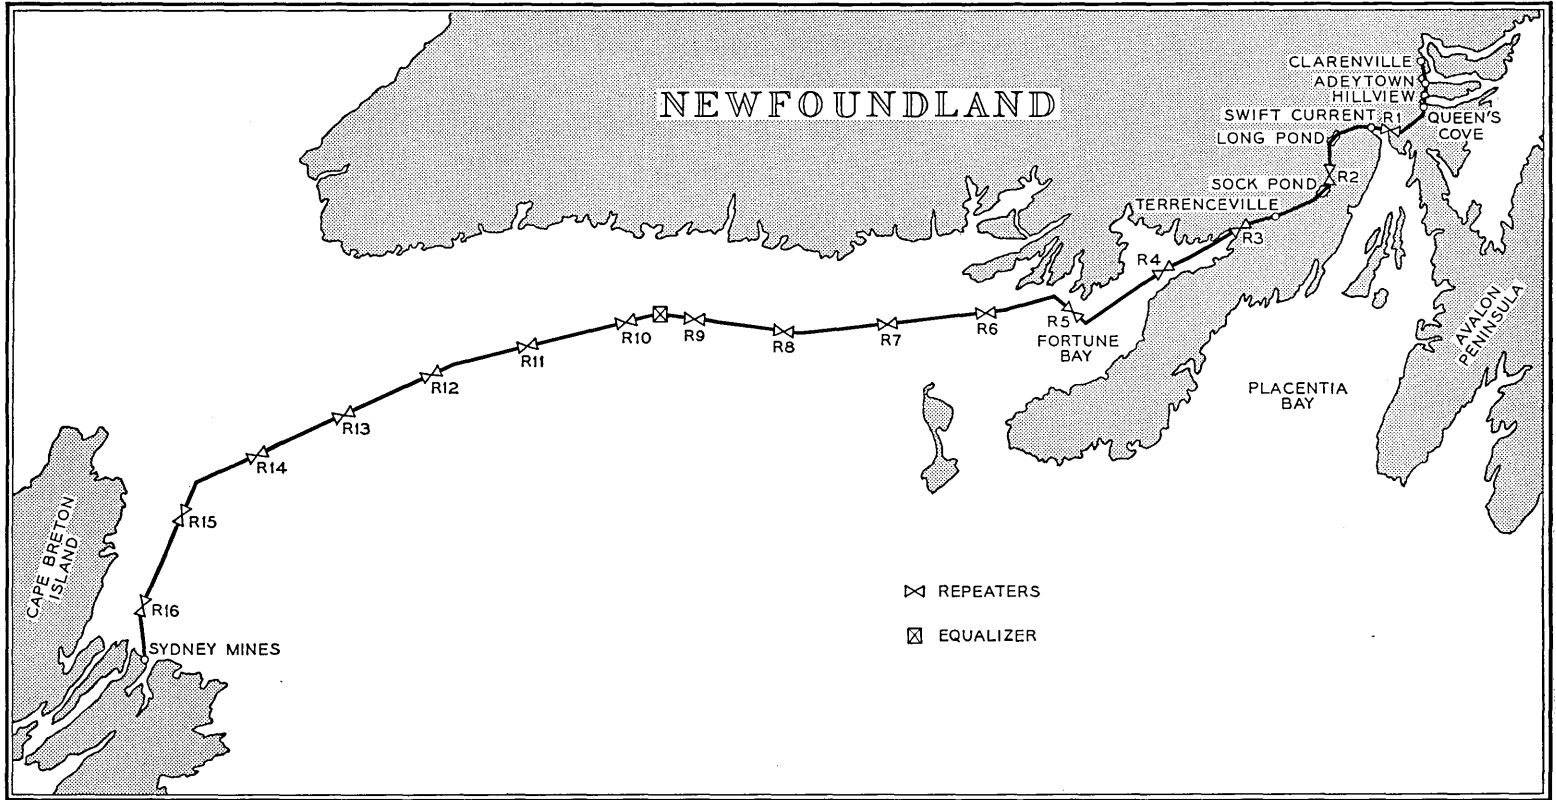 CLARENVILLE
ADEYTOWN
NEWFOUNDLAND
HILLVIEW
SWIFT CURRENT R1
QUEEN'S
COVE
LONG POND
R2
SOCK POND
TERRENCEVILLE
R3
R4
R5
FORTUNE
BAY
R6
R7
R8
R9
R10
R11
R12
R13
R14
R15
R16
AVALON
PENINSULA
PLACENTIA
BAY
CAPE BRETON
ISLAND
SYDNEY MINES
REPEATERS
EQUALIZER